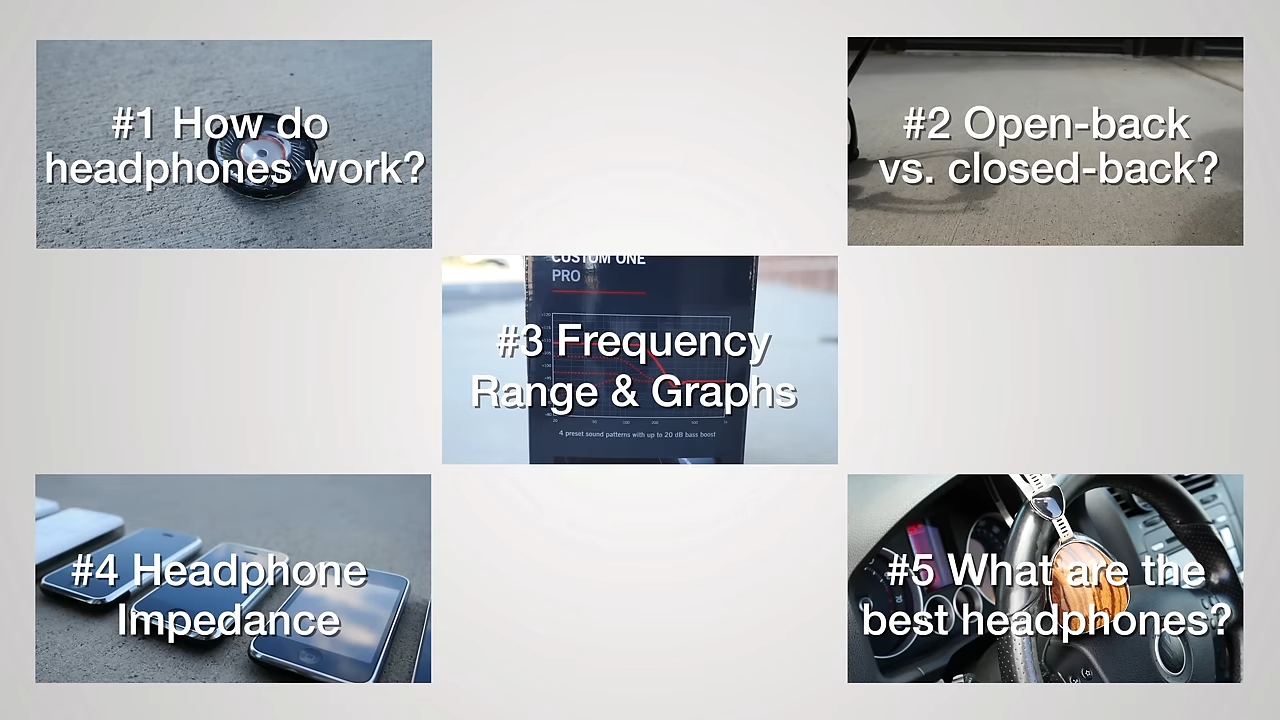 #1 How do
headphones work?
#2 Open-back
vs. closed-back?
CUSTOM ONE
PRO
#3 Frequency
Range & Graphs
4 preset sound patterns with up to 20 dB bass boost
#4 Headphone
Impedance
#5 What are the
best headphones?